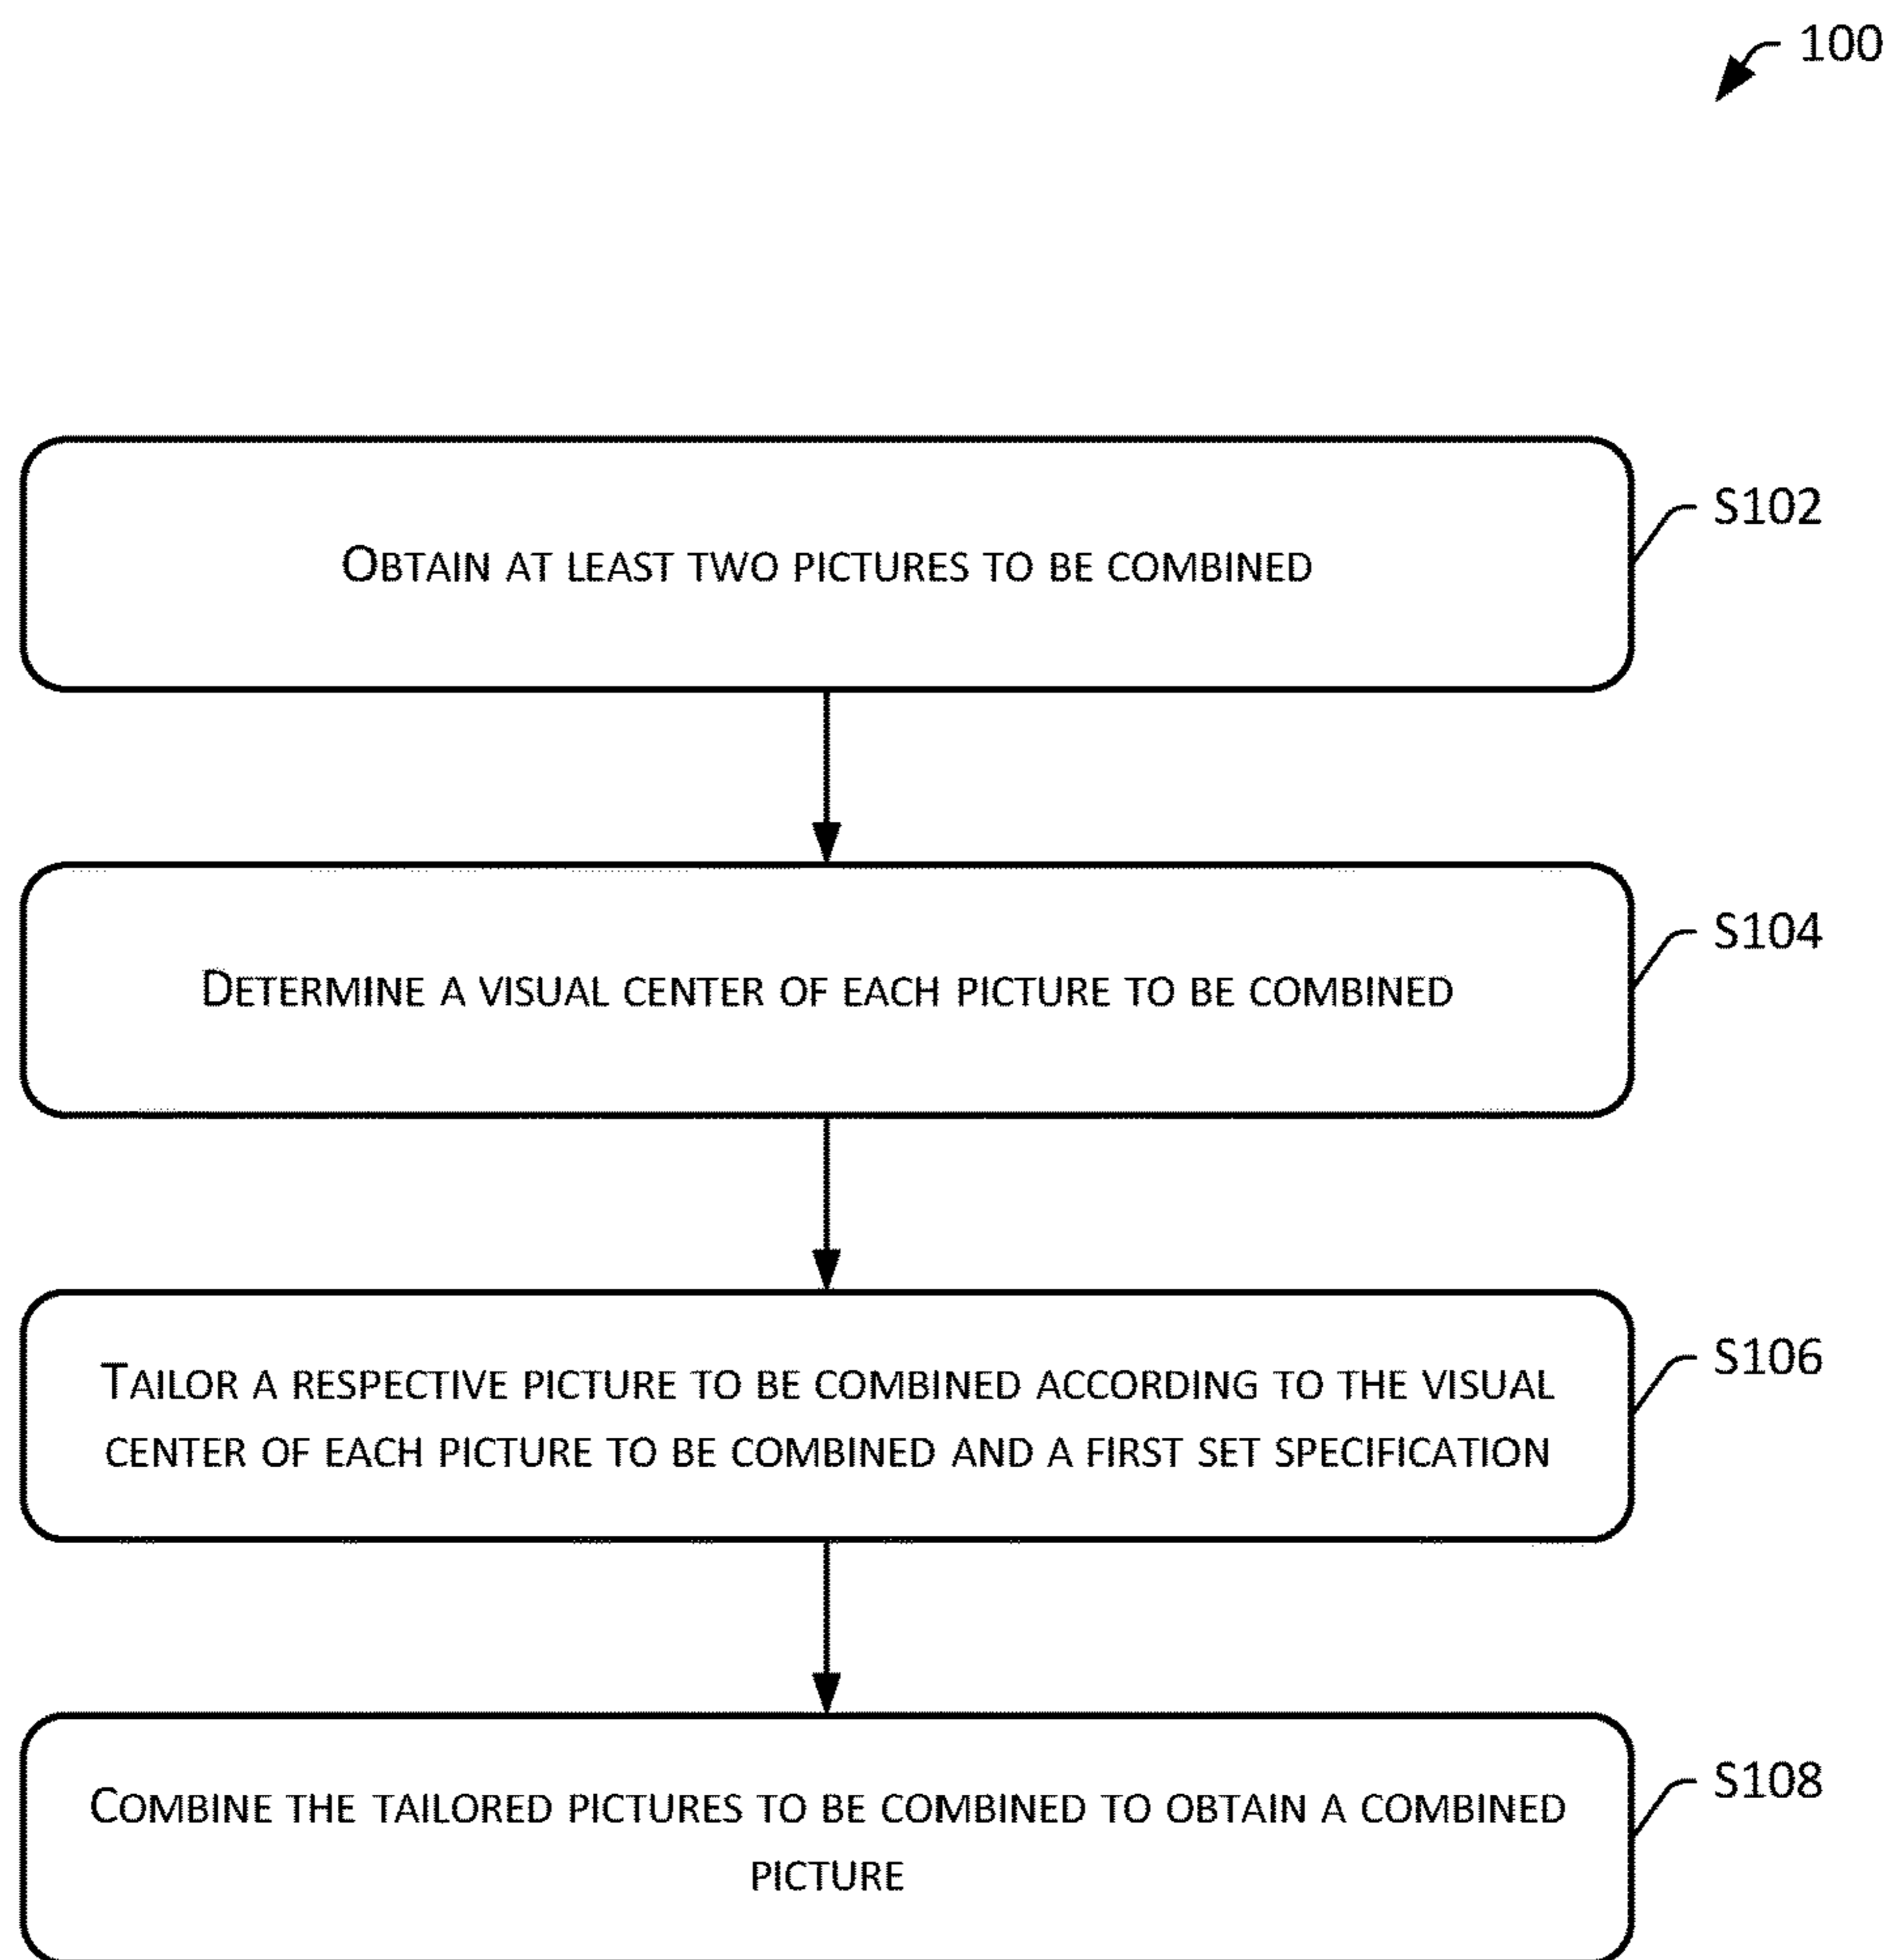 100
OBTAIN AT LEAST TWO PICTURES TO BE COMBINED
S102
DETERMINE A VISUAL CENTER OF EACH PICTURE TO BE COMBINED
S104
TAILOR A RESPECTIVE PICTURE TO BE COMBINED ACCORDING TO THE VISUAL
CENTER OF EACH PICTURE TO BE COMBINED AND A FIRST SET SPECIFICATION
S106
COMBINE THE TAILORED PICTURES TO BE COMBINED TO OBTAIN A COMBINED
PICTURE
S108